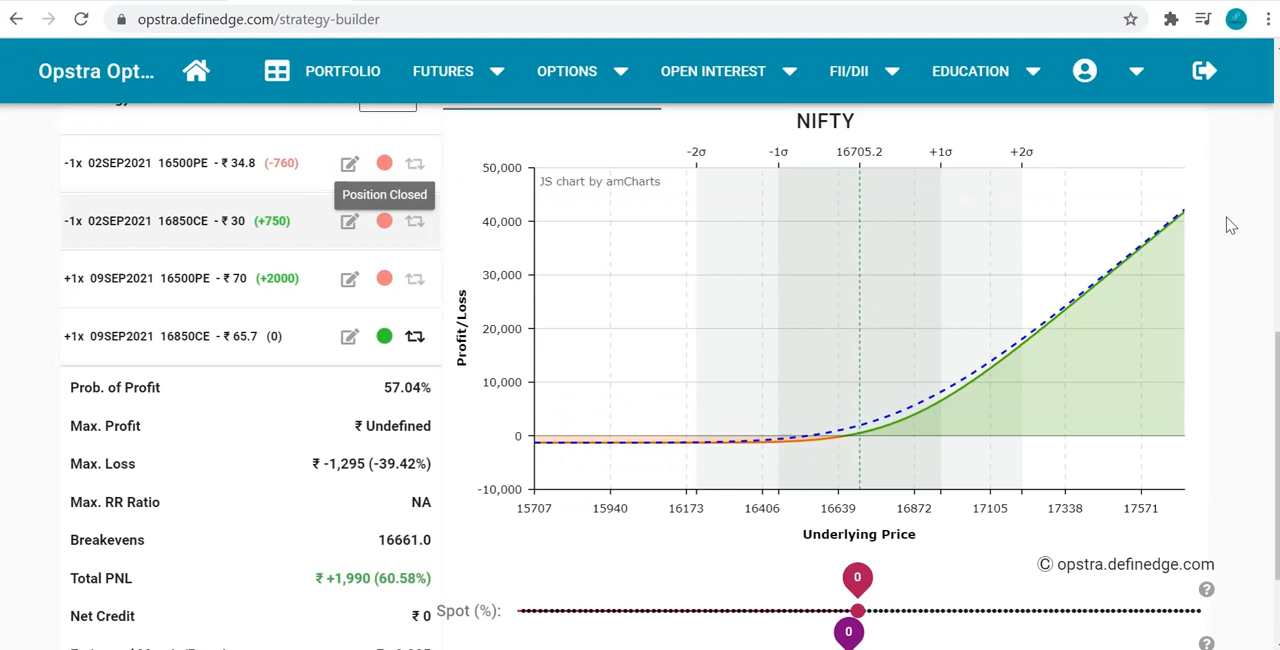 opstra.definedge.com/strategy-builder
Opstra Opt...
PORTFOLIO
FUTURES
OPTIONS
OPEN INTEREST
FII/DII
EDUCATION
-1x 02SEP2021 16500PE - ₹ 34.8 (-760)
Position Closed
-1x 02SEP2021 16850CE - ₹ 30 (+750)
+1x 09SEP2021 16500PE - ₹ 70 (+2000)
+1x 09SEP2021 16850CE - ₹ 65.7 (0)
Prob. of Profit 57.04%
Max. Profit ₹ Undefined
Max. Loss ₹ -1,295 (-39.42%)
Max. RR Ratio NA
Breakevens 16661.0
Total PNL ₹ +1,990 (60.58%)
Net Credit ₹ 0
NIFTY
-2σ -1σ 16705.2 +1σ +2σ
JS chart by amCharts
50,000
40,000
30,000
20,000
10,000
0
-10,000
Profit/Loss
15707 15940 16173 16406 16639 16872 17105 17338 17571
Underlying Price
© opstra.definedge.com
0
Spot (%):
0
?
?